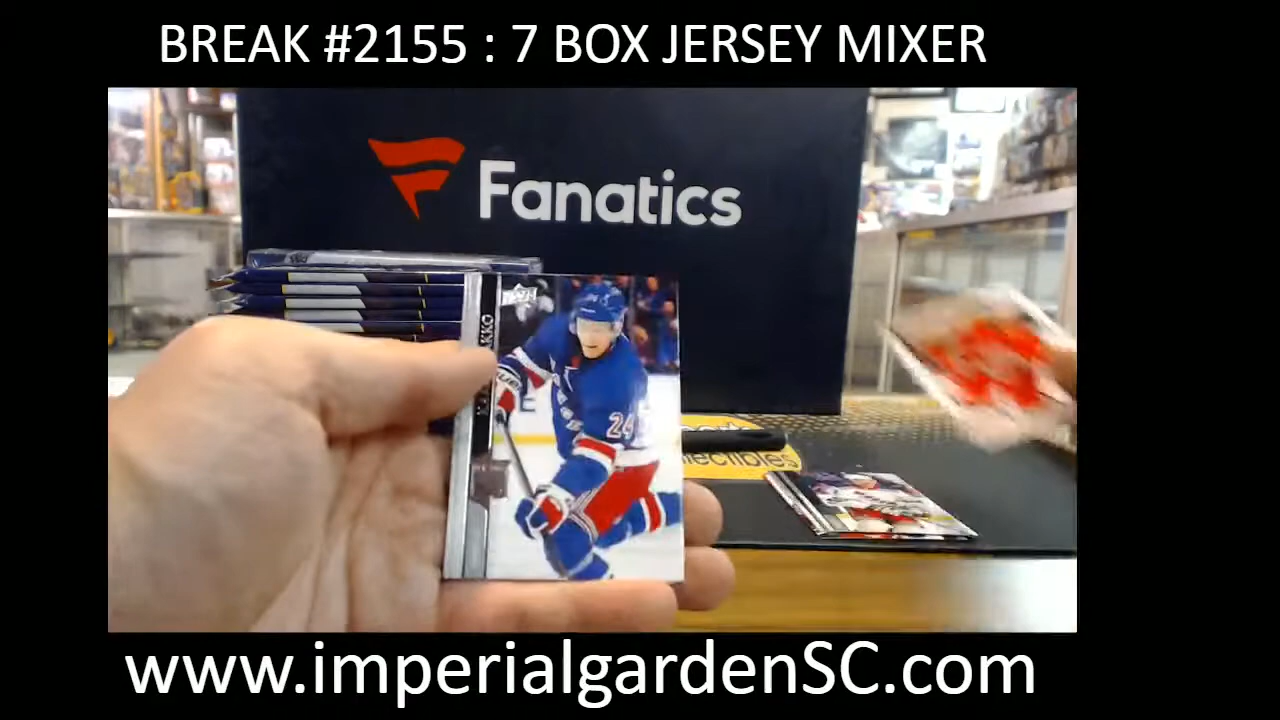 BREAK #2155 : 7 BOX JERSEY MIXER
Fanatics
24
www.imperialgardenSC.com